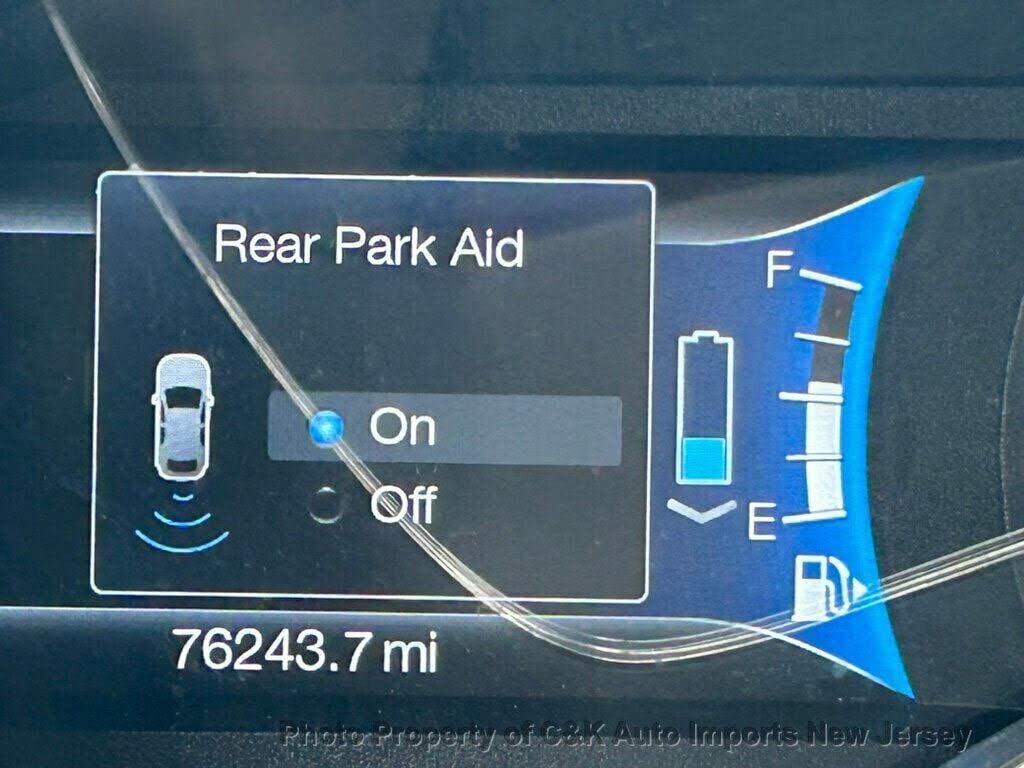 Rear Park Aid
F
On
Off
E
76243.7 mi
Photo Property of C&K Auto Imports New Jersey